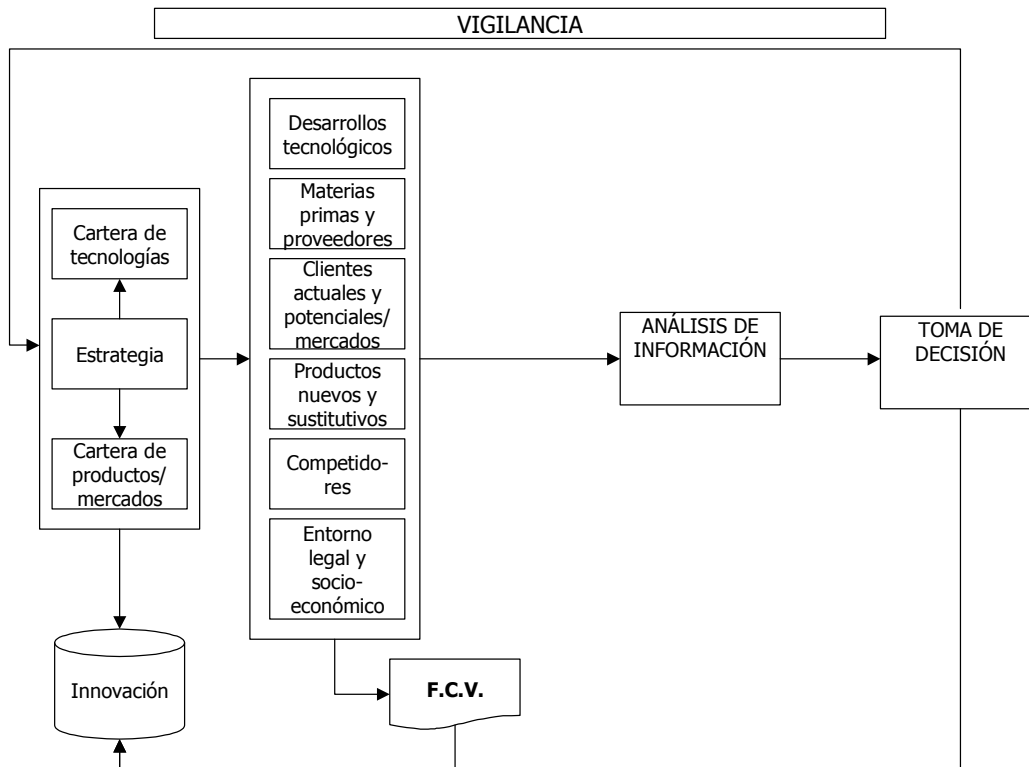 VIGILANCIA
Cartera de
tecnologías
Estrategia
Cartera de
productos/
mercados
Innovación
Desarrollos
tecnológicos
Materias
primas y
proveedores
Clientes
actuales y
potenciales/
mercados
Productos
nuevos y
sustitutivos
Competido-
res
Entorno
legal y
socio-
económico
F.C.V.
ANÁLISIS DE
INFORMACIÓN
TOMA DE
DECISIÓN